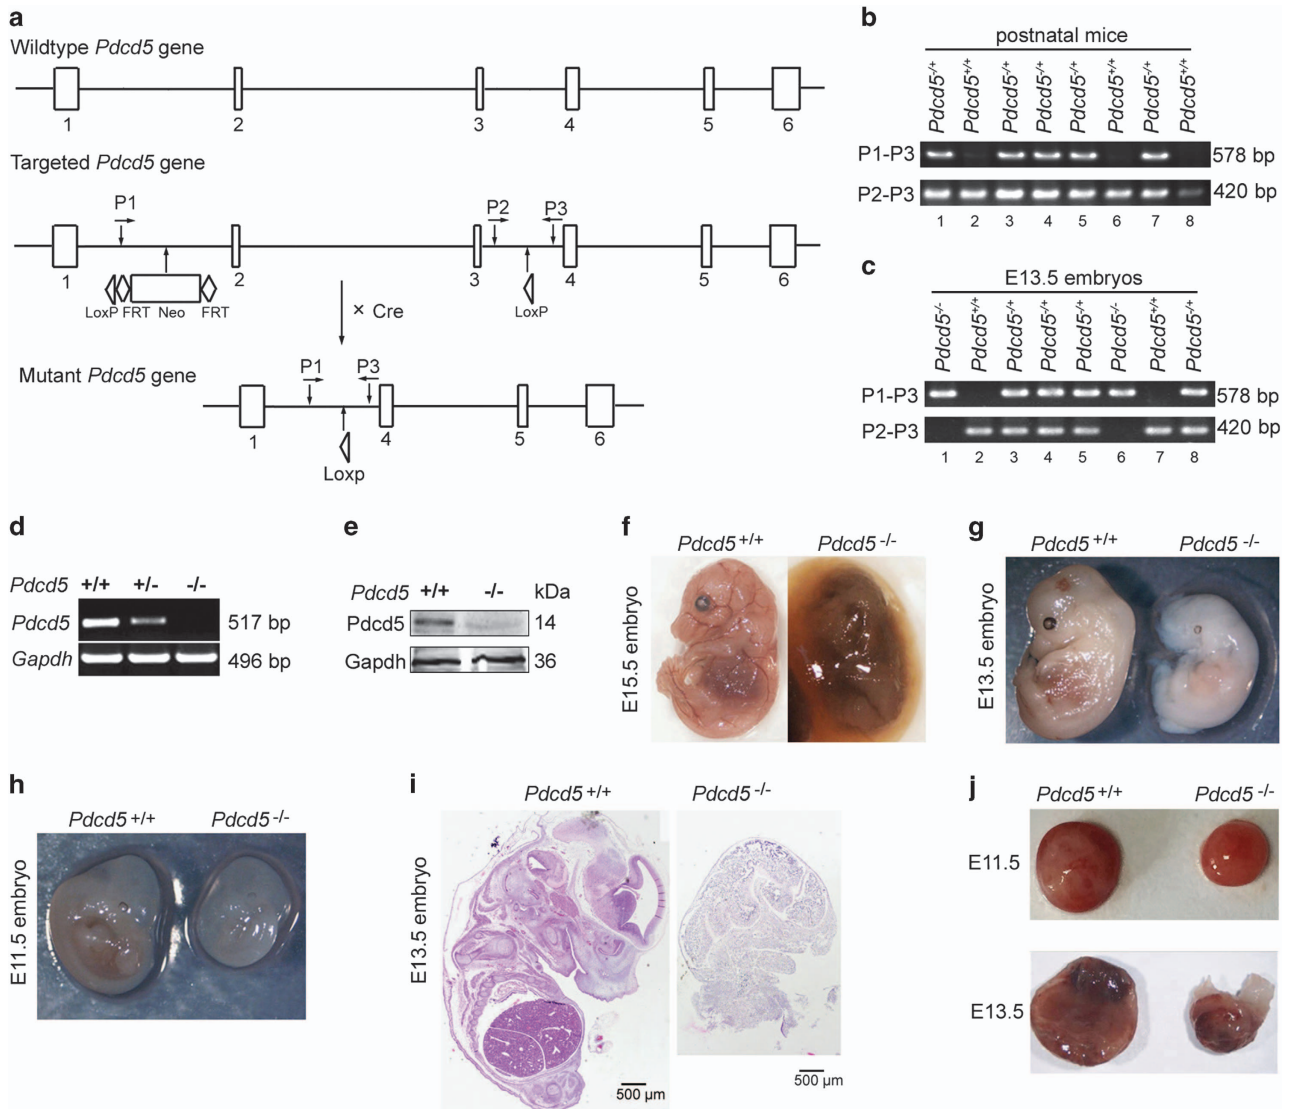 a
Wildtype Pdcd5 gene
1 2 3 4 5 6
Targeted Pdcd5 gene
P1 P2 P3
1 2 3 4 5 6
LoxP FRT Neo FRT LoxP
× Cre
Mutant Pdcd5 gene
P1 P3
1 4 5 6
Loxp
b
postnatal mice
Pdcd5-/+ Pdcd5+/+ Pdcd5-/+ Pdcd5-/+ Pdcd5-/+ Pdcd5+/+ Pdcd5-/+ Pdcd5+/+
P1-P3 578 bp
P2-P3 420 bp
1 2 3 4 5 6 7 8
c
E13.5 embryos
Pdcd5-/- Pdcd5+/+ Pdcd5-/+ Pdcd5-/+ Pdcd5-/+ Pdcd5-/- Pdcd5+/+ Pdcd5-/+
P1-P3 578 bp
P2-P3 420 bp
1 2 3 4 5 6 7 8
d
Pdcd5 +/+ +/- -/-
Pdcd5 517 bp
Gapdh 496 bp
e
Pdcd5 +/+ -/- kDa
Pdcd5 14
Gapdh 36
f
Pdcd5 +/+ Pdcd5 -/-
E15.5 embryo
g
Pdcd5 +/+ Pdcd5 -/-
E13.5 embryo
h
Pdcd5 +/+ Pdcd5 -/-
E11.5 embryo
i
Pdcd5 +/+ Pdcd5 -/-
E13.5 embryo
500 µm
500 µm
j
Pdcd5 +/+ Pdcd5 -/-
E11.5
E13.5